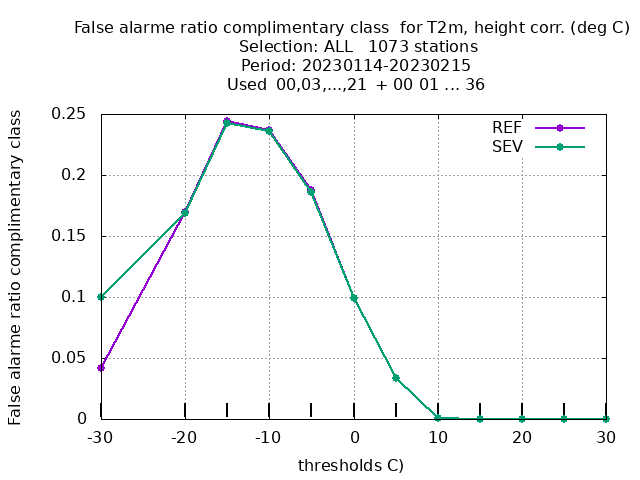 False alarme ratio complimentary class  for T2m, height corr. (deg C)
Selection: ALL   1073 stations
Period: 20230114-20230215
Used  00,03,...,21  + 00 01 ... 36
False alarme ratio complimentary class
0.25
0.2
0.15
0.1
0.05
0
REF
SEV
-30 -20 -10 0 10 20 30
thresholds C)